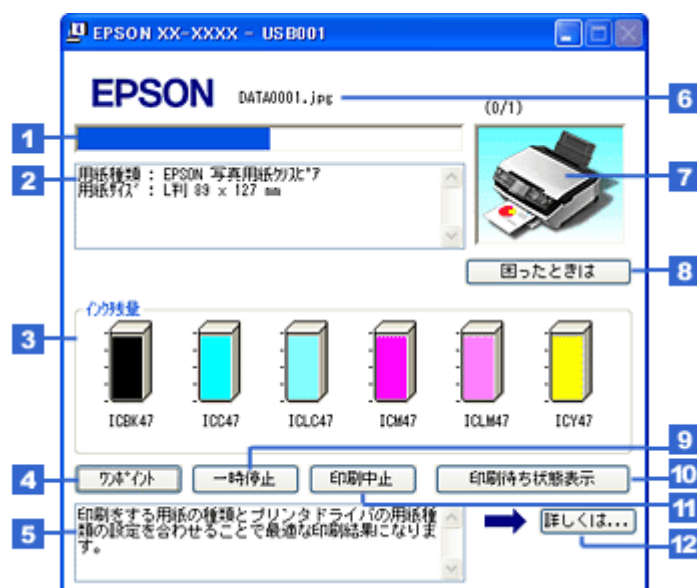 EPSON XX-XXXX - USB001
EPSON
DATA0001.jpg
6
(0/1)
1
2
用紙種類 : EPSON 写真用紙クリスピア
用紙サイズ : L判 89 x 127 mm
7
困ったときは
8
インク残量
3
ICBK47
ICC47
ICLC47
ICM47
ICLM47
ICY47
9
4
ワンポイント
一時停止
印刷中止
印刷待ち状態表示
10
11
5
印刷をする用紙の種類とプリンタドライバの用紙種
類の設定を合わせることで最適な印刷結果になりま
す。
詳しくは...
12